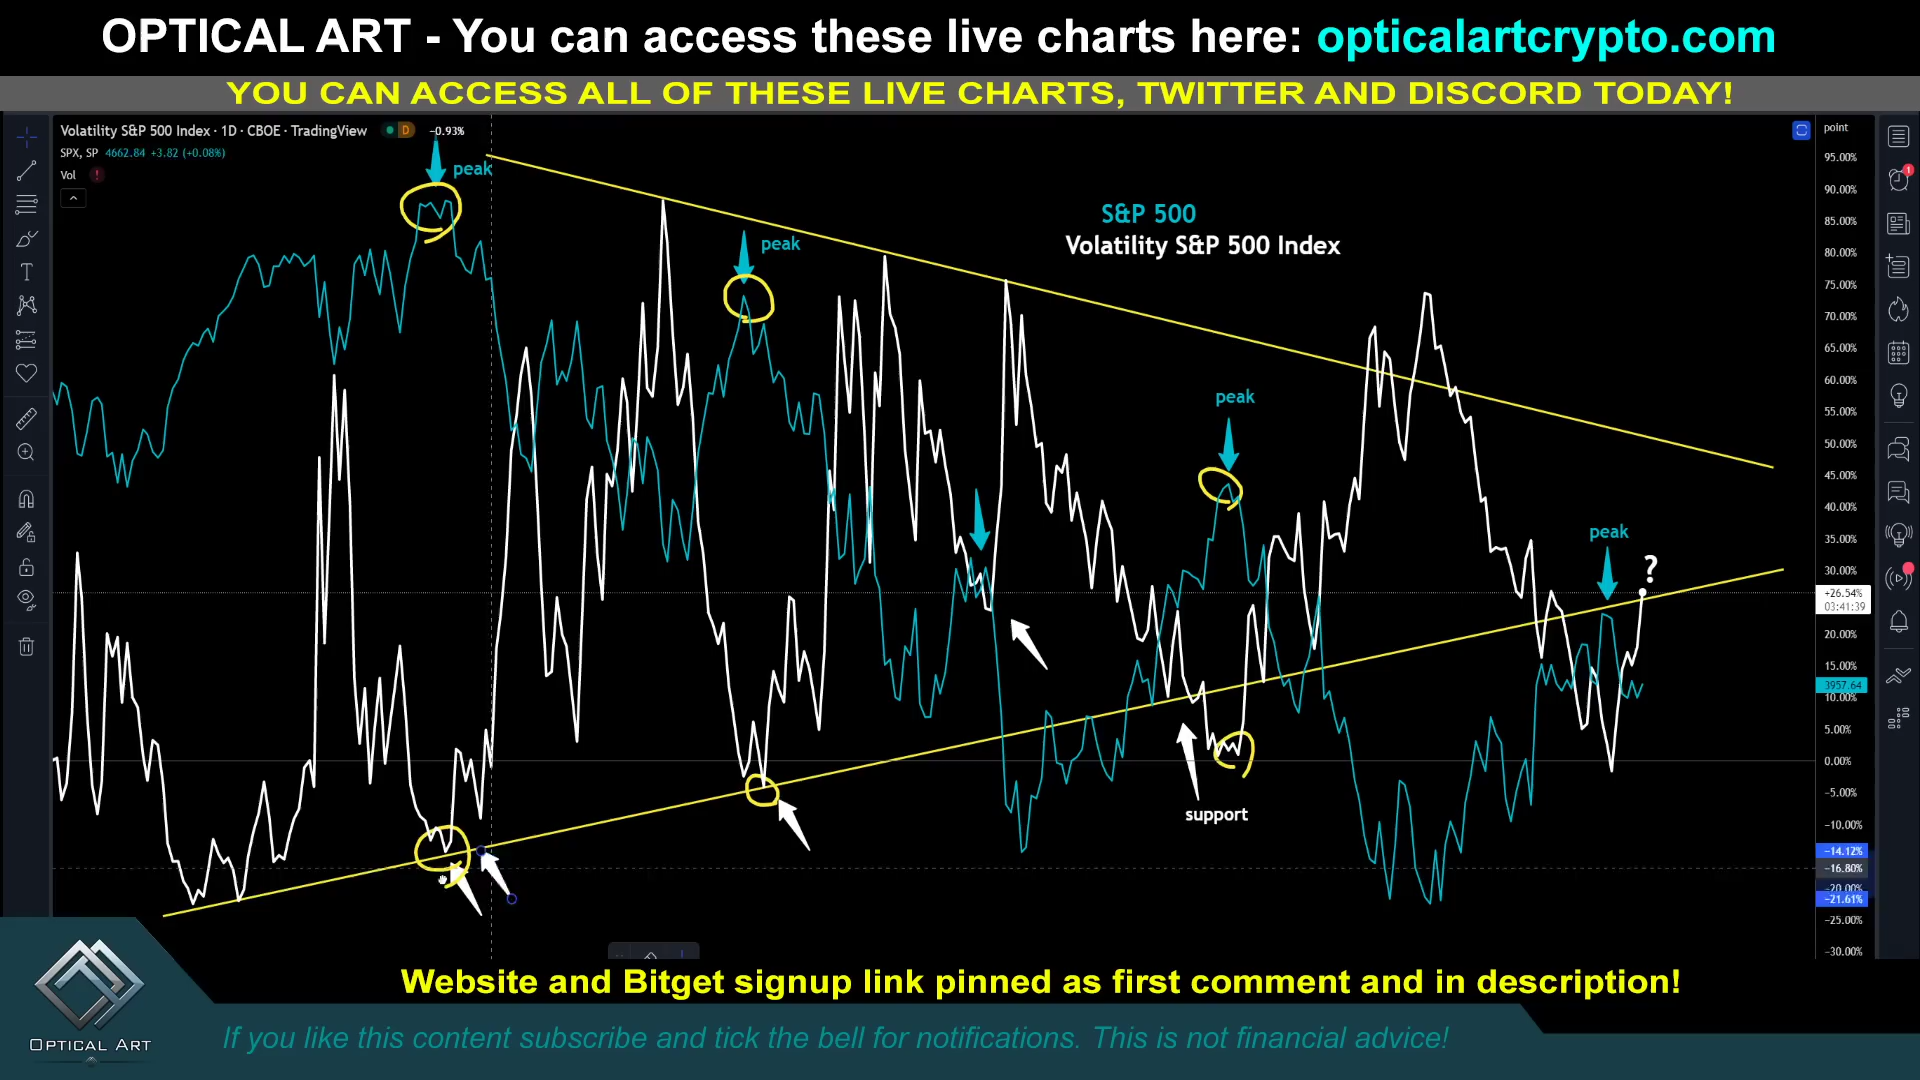 OPTICAL ART - You can access these live charts here: opticalartcrypto.com
YOU CAN ACCESS ALL OF THESE LIVE CHARTS, TWITTER AND DISCORD TODAY!
Volatility S&P 500 Index · 1D · CBOE · TradingView D −0.93%
SPX, SP 4662.84 +3.82 (+0.08%)
Vol !
point
95.00%
90.00%
85.00%
80.00%
75.00%
70.00%
65.00%
60.00%
55.00%
50.00%
45.00%
40.00%
35.00%
30.00%
+26.54%
03:41:39
20.00%
15.00%
3957.64
10.00%
5.00%
0.00%
−5.00%
−10.00%
−14.12%
−16.80%
−20.00%
−21.61%
−25.00%
−30.00%
peak
peak
S&P 500
Volatility S&P 500 Index
peak
peak
?
support
1
Website and Bitget signup link pinned as first comment and in description!
If you like this content subscribe and tick the bell for notifications. This is not financial advice!
OPTICAL ART